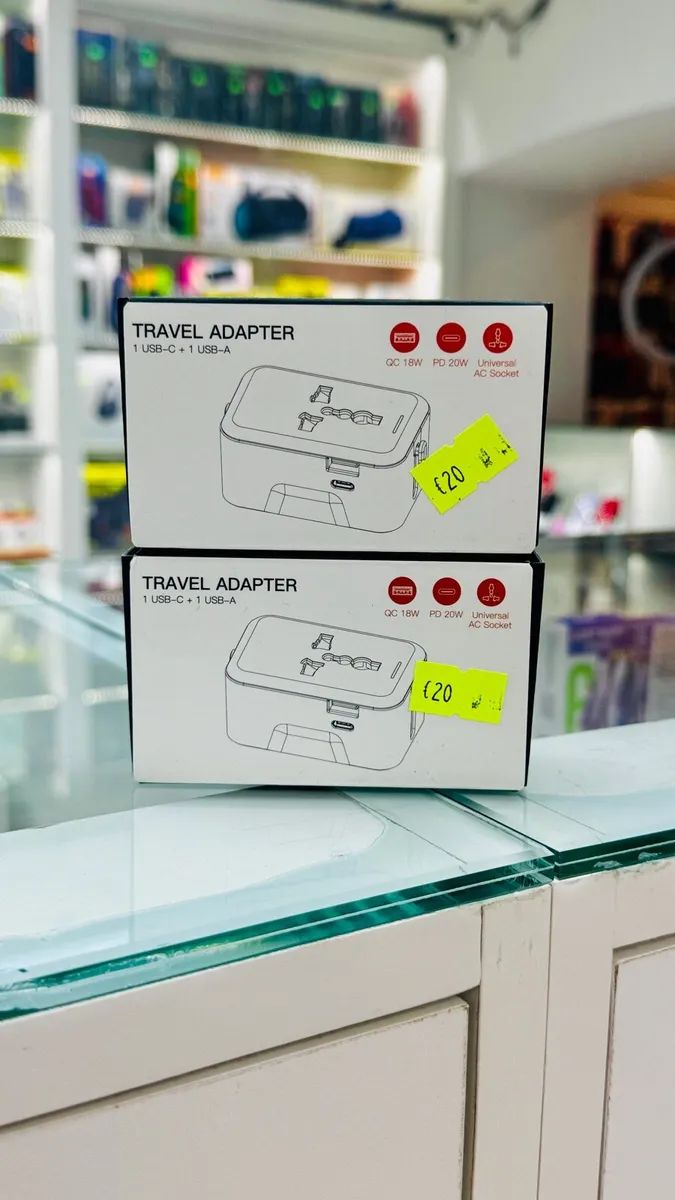 TRAVEL ADAPTER
1 USB-C + 1 USB-A
QC 18W
PD 20W
Universal
AC Socket
€20
TRAVEL ADAPTER
1 USB-C + 1 USB-A
QC 18W
PD 20W
Universal
AC Socket
€20